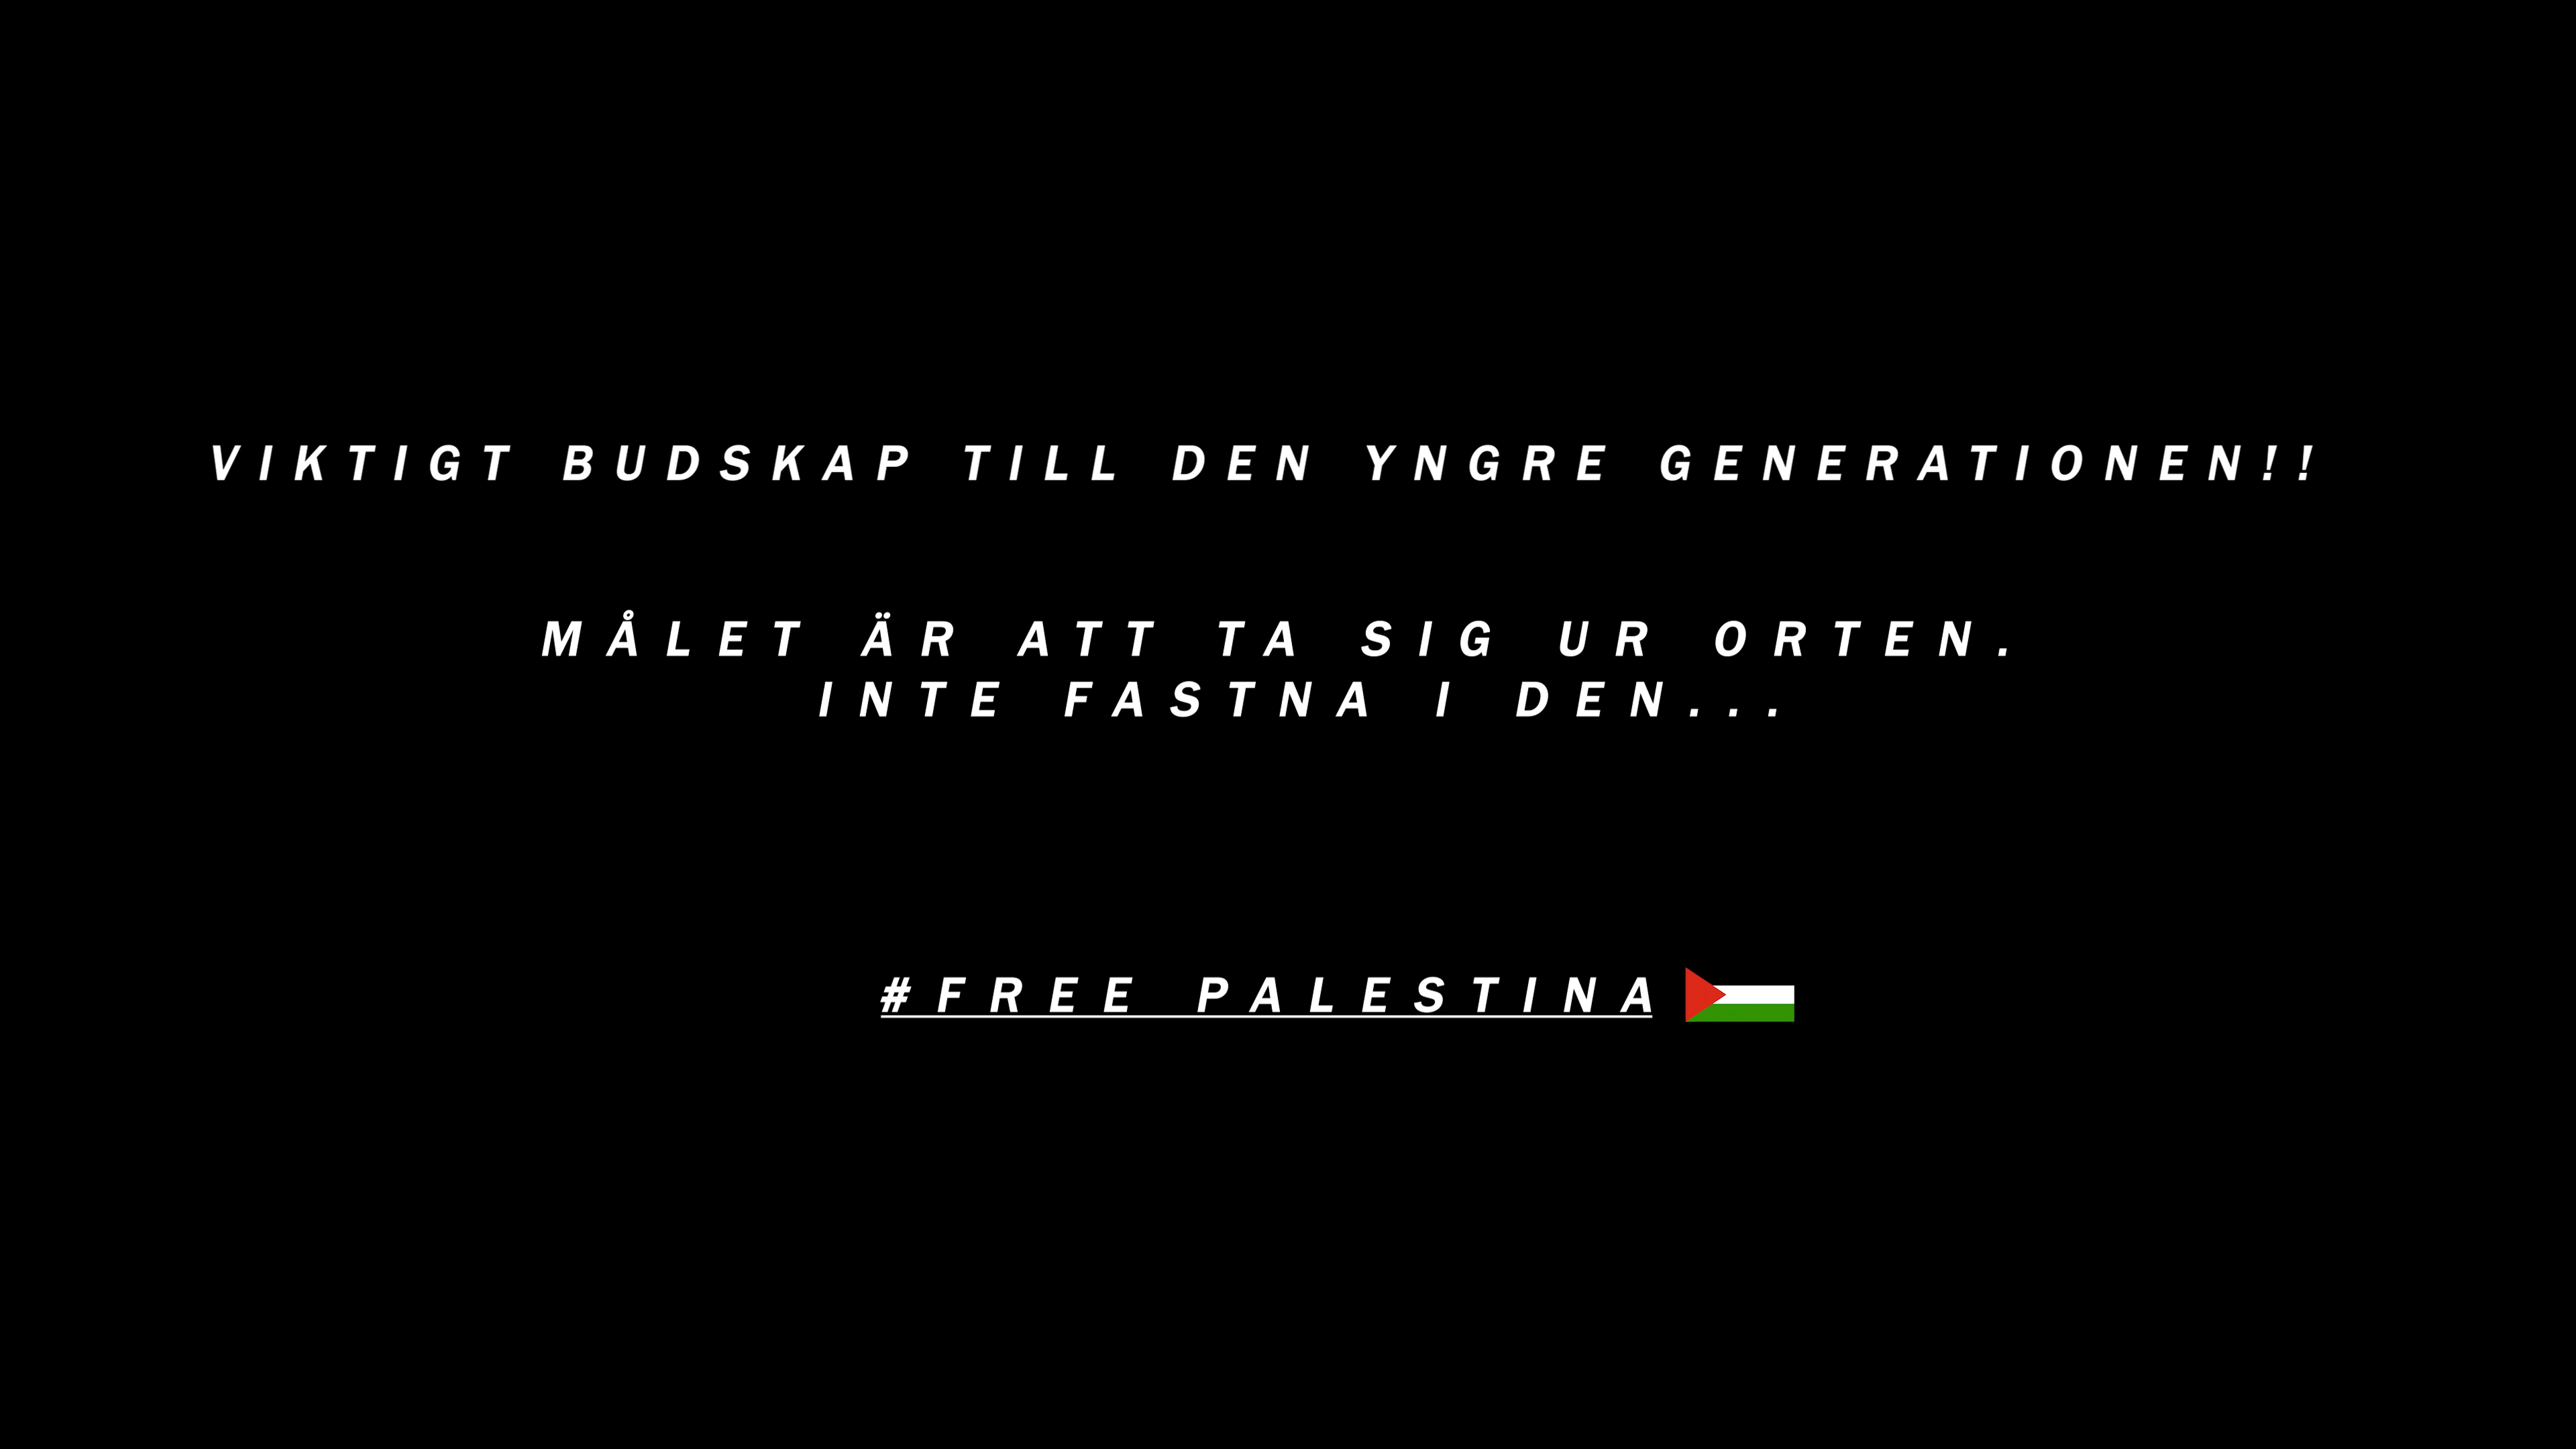 VIKTIGT BUDSKAP TILL DEN YNGRE GENERATIONEN!!
MÅLET ÄR ATT TA SIG UR ORTEN.
INTE FASTNA I DEN...
#FREE PALESTINA